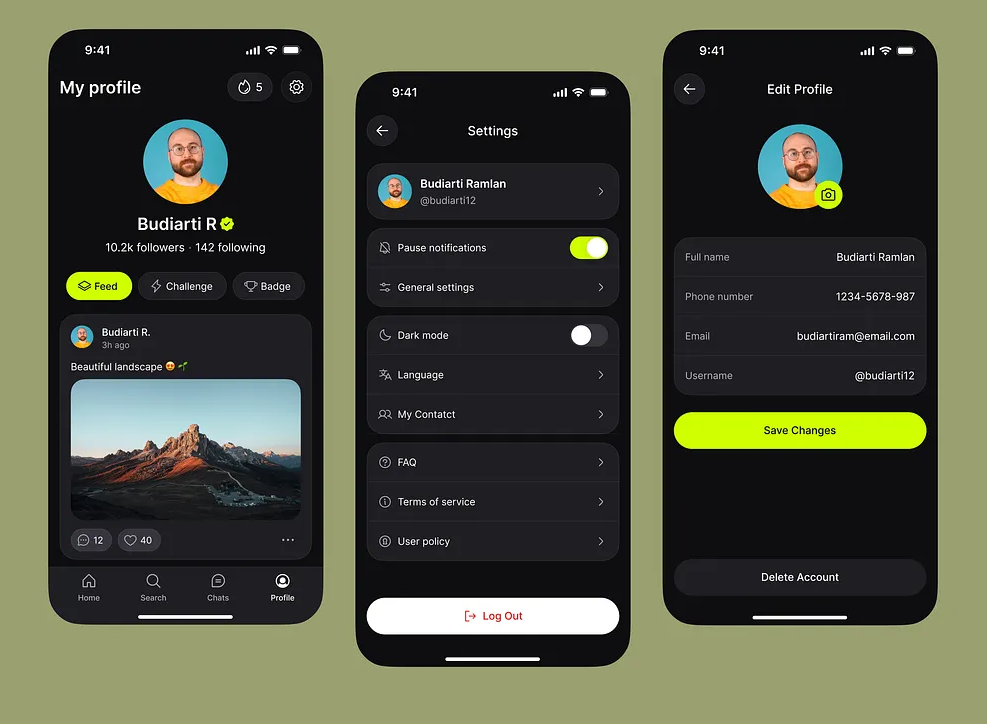 9:41
My profile
5
Budiarti R
10.2k followers · 142 following
Feed
Challenge
Badge
Budiarti R.
3h ago
Beautiful landscape 😍🌱
12
40
Home
Search
Chats
Profile
9:41
Settings
Budiarti Ramlan
@budiarti12
Pause notifications
General settings
Dark mode
Language
My Contatct
FAQ
Terms of service
User policy
Log Out
9:41
Edit Profile
Full name Budiarti Ramlan
Phone number 1234-5678-987
Email budiartiram@email.com
Username @budiarti12
Save Changes
Delete Account